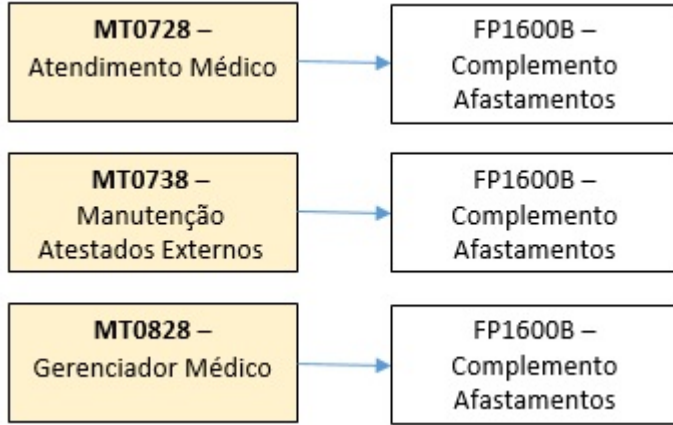 MT0728 –
Atendimento Médico
FP1600B –
Complemento
Afastamentos
MT0738 –
Manutenção
Atestados Externos
FP1600B –
Complemento
Afastamentos
MT0828 –
Gerenciador Médico
FP1600B –
Complemento
Afastamentos